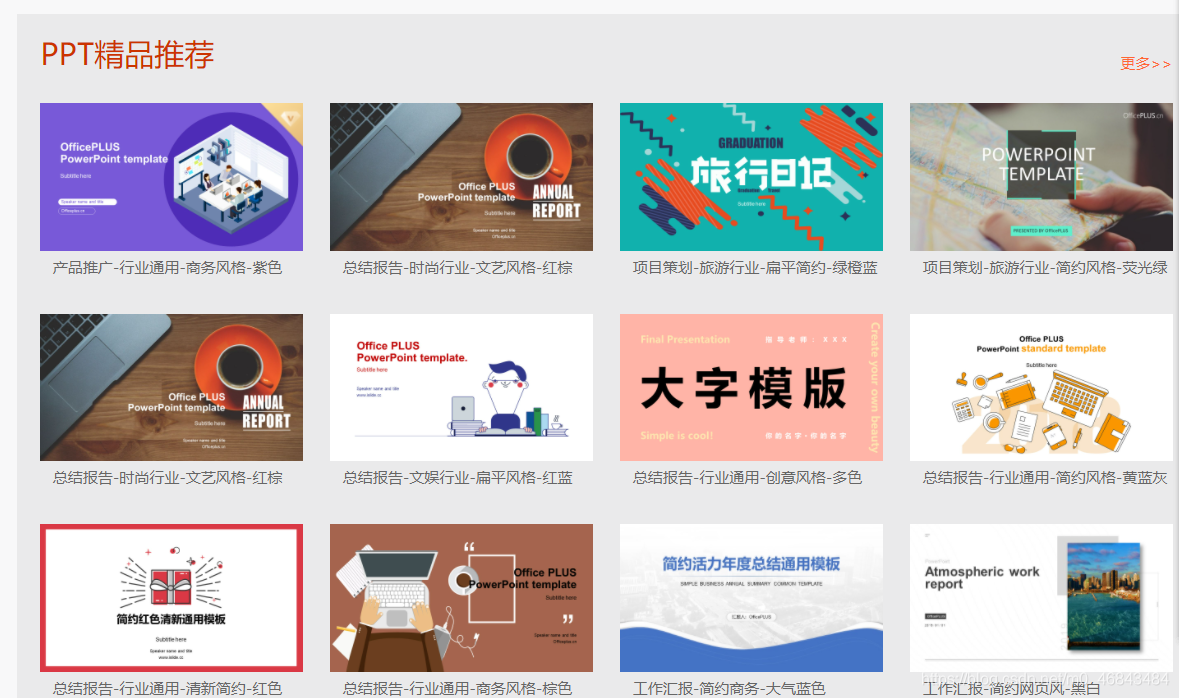 PPT精品推荐
更多>>
OfficePLUS
PowerPoint template
Subtitle here
Speaker name and title
Officeplus.cn
Office PLUS
PowerPoint template
Subtitle here
Speaker name and title
Officeplus.cn
ANNUAL
REPORT
GRADUATION
旅行日记
Graduation Travel
Subtitle here
OfficePLUS.cn
POWERPOINT
TEMPLATE
PRESENTED BY OfficePLUS
产品推广-行业通用-商务风格-紫色
总结报告-时尚行业-文艺风格-红棕
项目策划-旅游行业-扁平简约-绿橙蓝
项目策划-旅游行业-简约风格-荧光绿
Office PLUS
PowerPoint template
Subtitle here
Speaker name and title
Officeplus.cn
ANNUAL
REPORT
Office PLUS
PowerPoint template.
Subtitle here
Speaker name and title
Final Presentation
指导老师：XXX
大字模版
Simple is cool!
你的名字·你的名字
Create your own beauty
Office PLUS
PowerPoint standard template
Subtitle here
总结报告-时尚行业-文艺风格-红棕
总结报告-文娱行业-扁平风格-红蓝
总结报告-行业通用-创意风格-多色
总结报告-行业通用-简约风格-黄蓝灰
简约红色清新通用模板
Subtitle here
Speaker name and title
“
Office PLUS
PowerPoint template
Subtitle here
”
Speaker name and title
Officeplus.cn
简约活力年度总结通用模板
SIMPLE BUSINESS ANNUAL SUMMARY COMMON TEMPLATE
汇报人：OfficePLUS
Atmospheric work
report
总结报告-行业通用-清新简约-红色
总结报告-行业通用-商务风格-棕色
工作汇报-简约商务-大气蓝色
工作汇报-简约网页风-黑白
https://blog.csdn.net/m0_46843484